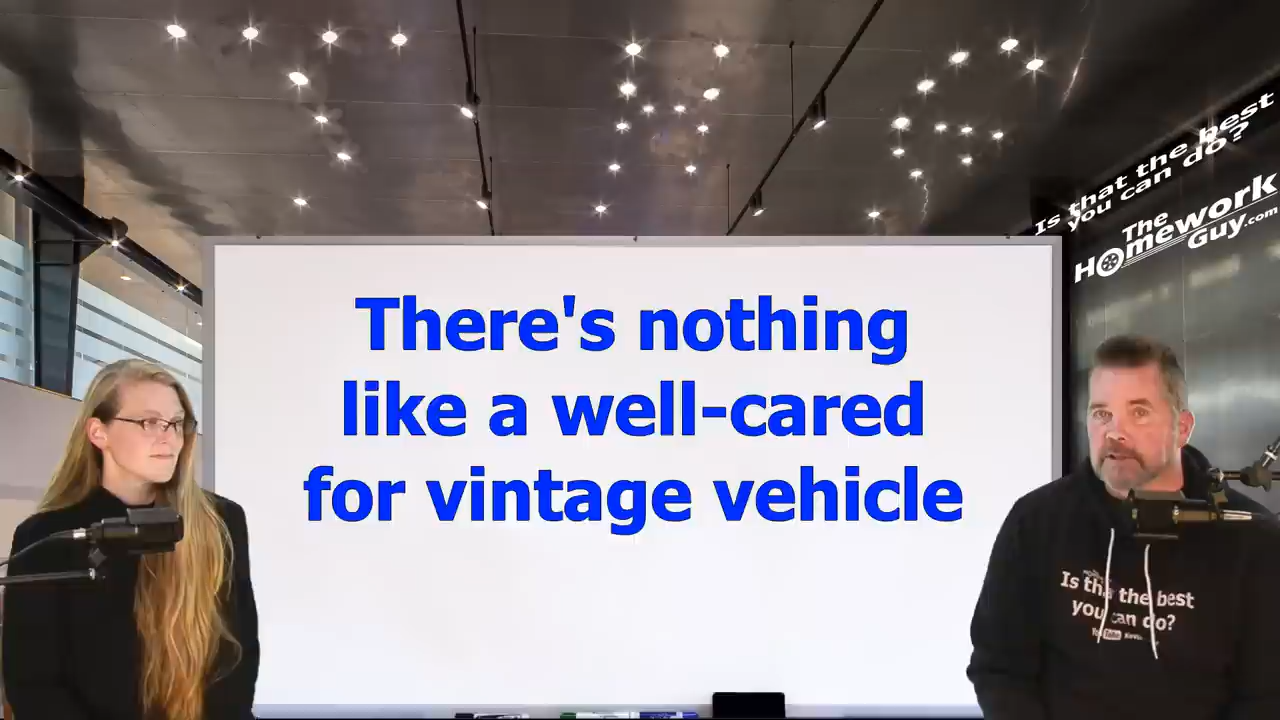 Is that the best
you can do?
The
Homework
Guy.com
There's nothing
like a well-cared
for vintage vehicle
Is tha the best
you can do?